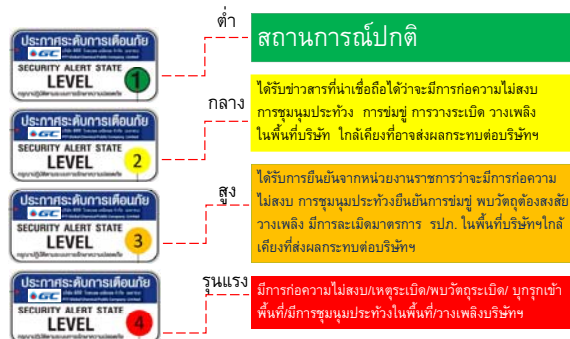 ต่ำ
ประกาศระดับการเตือนภัย
GC
SECURITY ALERT STATE
LEVEL
1
สถานการณ์ปกติ
กลาง
ประกาศระดับการเตือนภัย
GC
SECURITY ALERT STATE
LEVEL
2
ได้รับข่าวสารที่น่าเชื่อถือได้ว่าจะมีการก่อความไม่สงบ
การชุมนุมประท้วง การข่มขู่ การวางระเบิด วางเพลิง
ในพื้นที่บริษัท ใกล้เคียงที่อาจส่งผลกระทบต่อบริษัทฯ
สูง
ประกาศระดับการเตือนภัย
GC
SECURITY ALERT STATE
LEVEL
3
ได้รับการยืนยันจากหน่วยงานราชการว่าจะมีการก่อความ
ไม่สงบ การชุมนุมประท้วงยืนยันการข่มขู่ พบวัตถุต้องสงสัย
วางเพลิง มีการละเมิดมาตรการ รปภ. ในพื้นที่บริษัทฯใกล้
เคียงที่ส่งผลกระทบต่อบริษัทฯ
รุนแรง
ประกาศระดับการเตือนภัย
GC
SECURITY ALERT STATE
LEVEL
4
มีการก่อความไม่สงบ/เหตุระเบิด/พบวัตถุระเบิด/ บุกรุกเข้า
พื้นที่/มีการชุมนุมประท้วงในพื้นที่/วางเพลิงบริษัทฯ